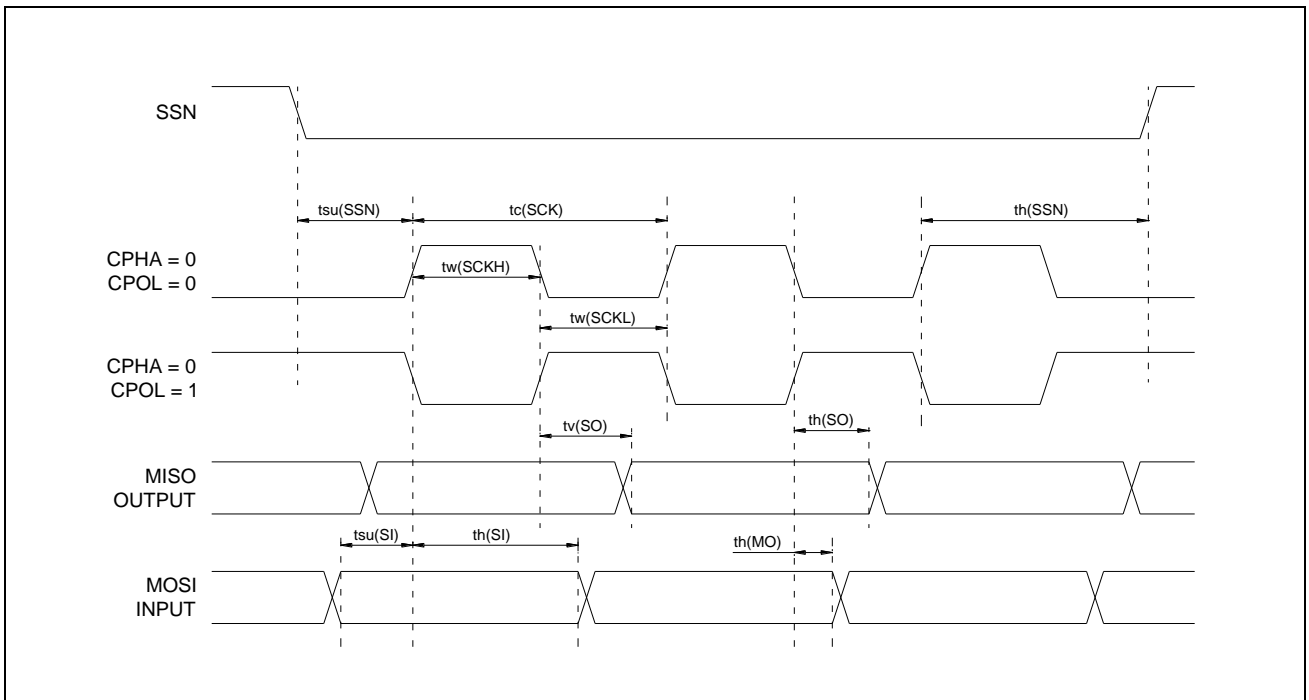 SSN
tsu(SSN)
tc(SCK)
th(SSN)
CPHA = 0
CPOL = 0
tw(SCKH)
tw(SCKL)
CPHA = 0
CPOL = 1
tv(SO)
th(SO)
MISO
OUTPUT
tsu(SI)
th(SI)
th(MO)
MOSI
INPUT